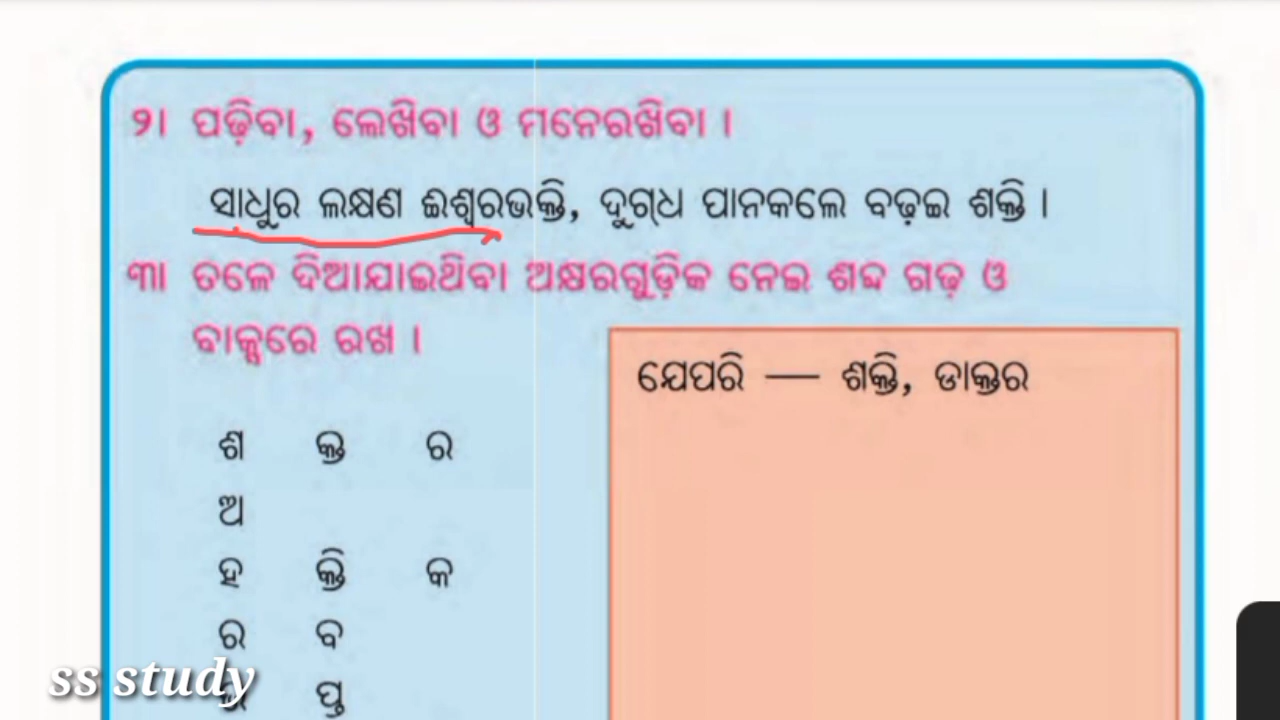 ୨। ପଢ଼ିବା, ଲେଖିବା ଓ ମନେରଖିବା ।
ସାଧୁର ଲକ୍ଷଣ ଈଶ୍ୱରଭକ୍ତି, ଦୁଗ୍‌ଧ ପାନକଲେ ବଢ଼ଇ ଶକ୍ତି ।
୩। ତଳେ ଦିଆଯାଇଥିବା ଅକ୍ଷରଗୁଡ଼ିକ ନେଇ ଶବ୍ଦ ଗଢ଼ ଓ
ବାକ୍ସରେ ରଖ ।
ଯେପରି — ଶକ୍ତି, ଡାକ୍ତର
ଶ କ୍ତ ର
ଅ
ହ କ୍ତି କ
ର ବ
ପ୍ତ
ss study